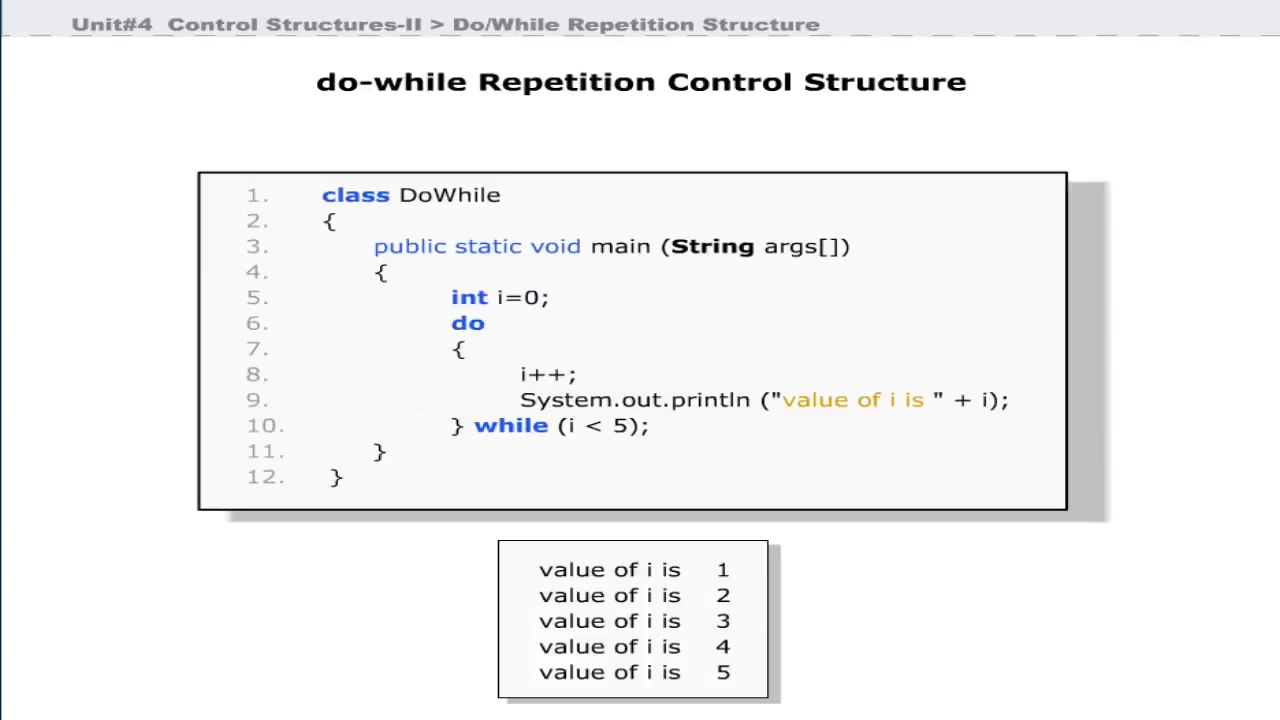 Unit#4 Control Structures-II > Do/While Repetition Structure
do-while Repetition Control Structure
1. class DoWhile
2. {
3. public static void main (String args[])
4. {
5. int i=0;
6. do
7. {
8. i++;
9. System.out.println ("value of i is " + i);
10. } while (i < 5);
11. }
12. }
value of i is 1
value of i is 2
value of i is 3
value of i is 4
value of i is 5